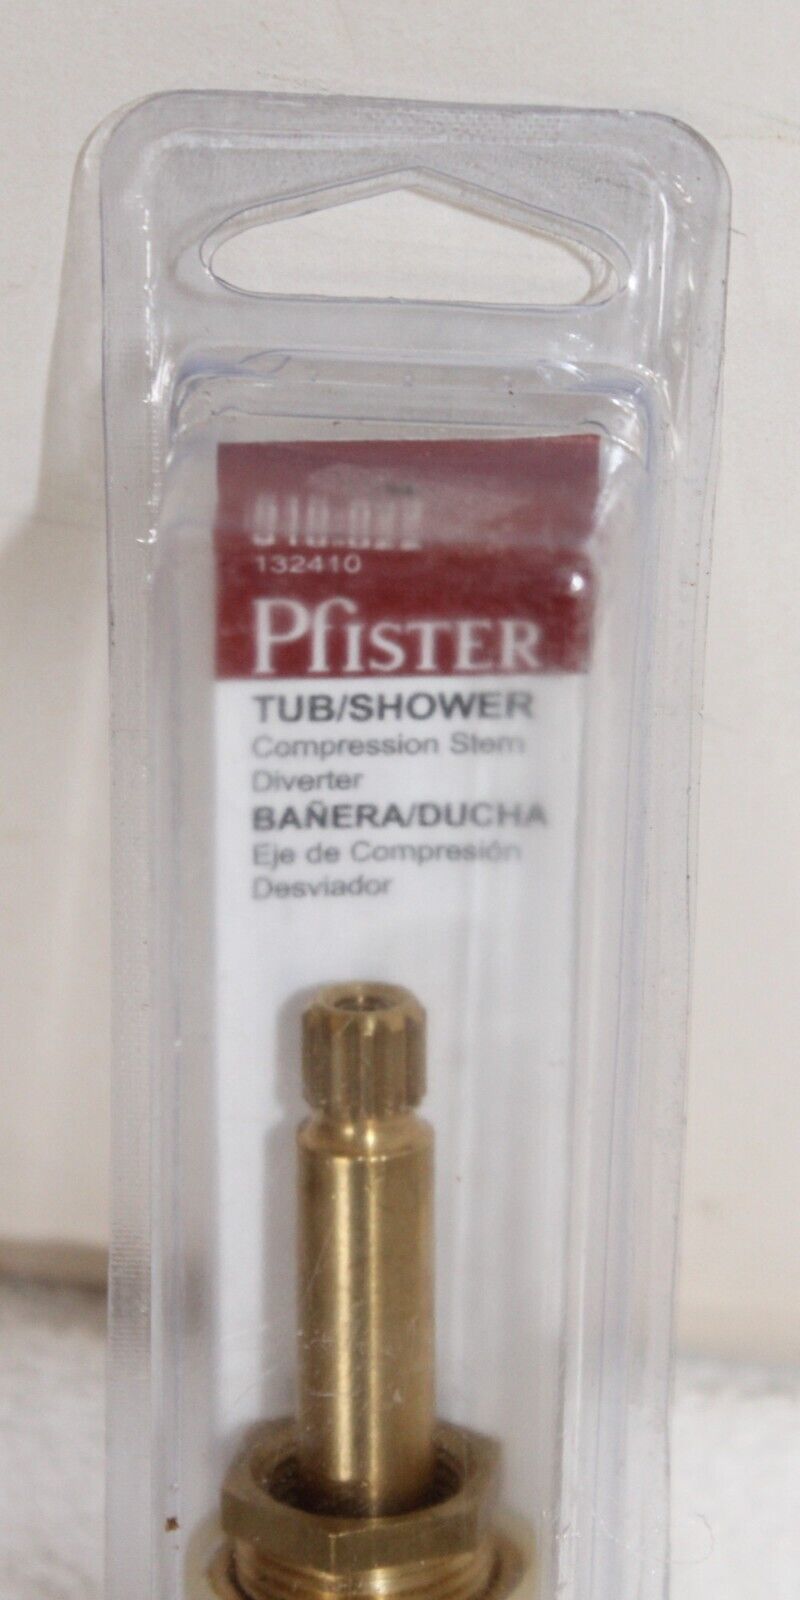 132410
Pfister
TUB/SHOWER
Compression Stem
Diverter
BAÑERA/DUCHA
Eje de Compresión
Desviador